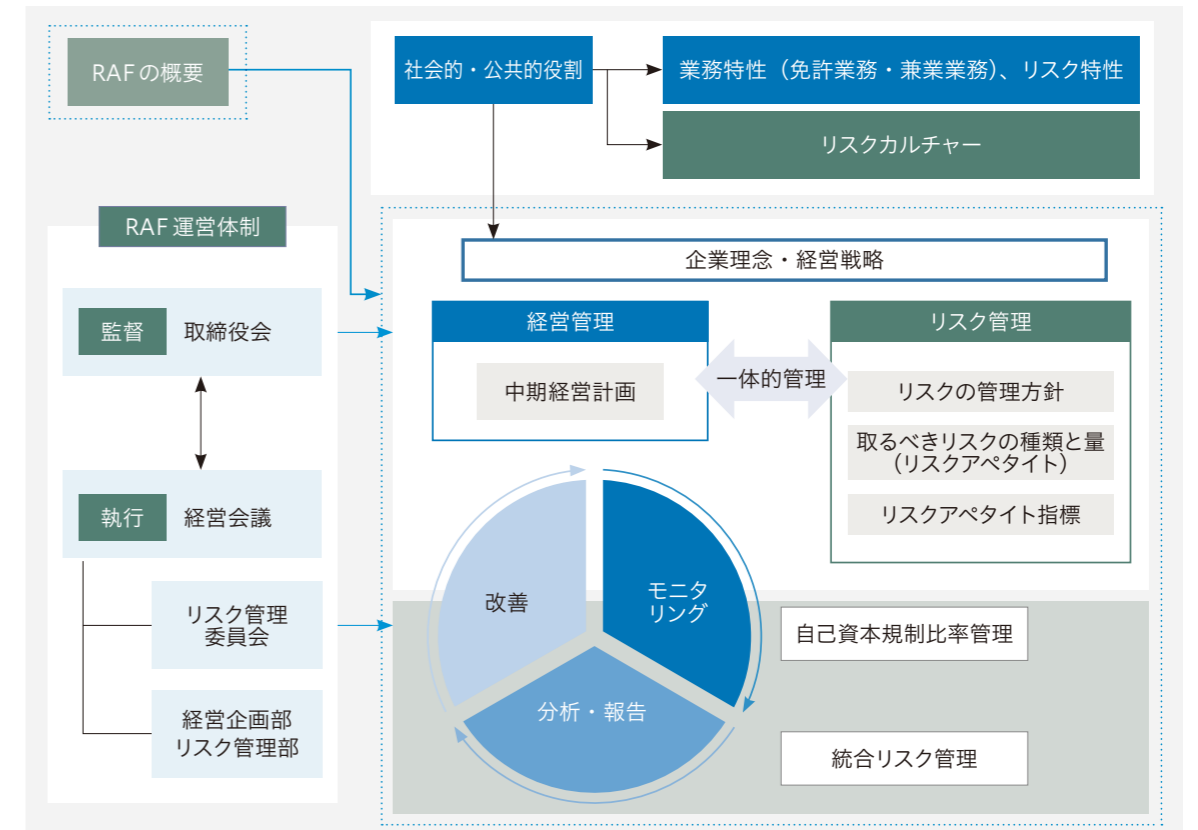 RAFの概要
社会的・公共的役割
業務特性（免許業務・兼業業務）、リスク特性
リスクカルチャー
RAF運営体制
監督
取締役会
執行
経営会議
リスク管理
委員会
経営企画部
リスク管理部
企業理念・経営戦略
経営管理
中期経営計画
一体的管理
リスク管理
リスクの管理方針
取るべきリスクの種類と量
（リスクアペタイト）
リスクアペタイト指標
改善
モニタ
リング
分析・報告
自己資本規制比率管理
統合リスク管理